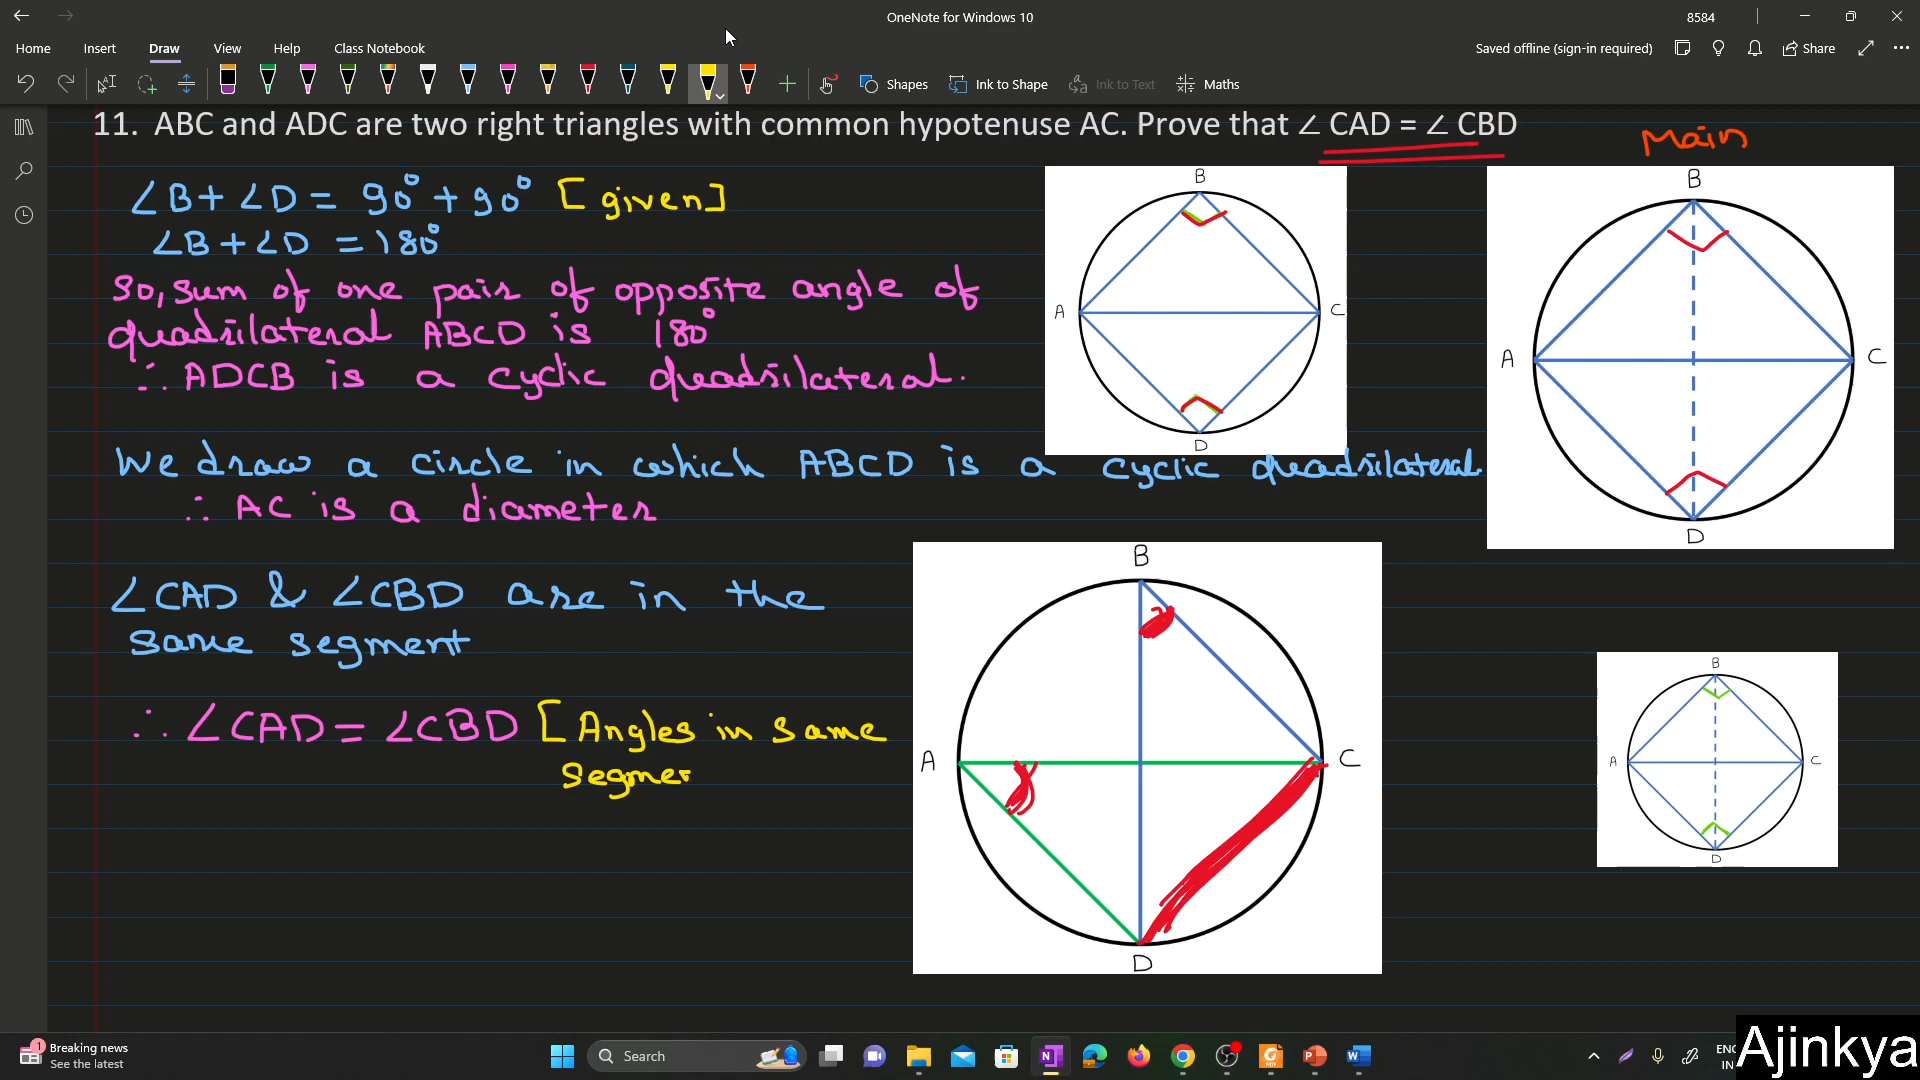 OneNote for Windows 10
8584
Home Insert Draw View Help Class Notebook
Saved offline (sign-in required)
Share
Shapes
Ink to Shape
Ink to Text
Maths
11. ABC and ADC are two right triangles with common hypotenuse AC. Prove that ∠ CAD = ∠ CBD
Main
∠B + ∠D = 90° + 90° [given]
∠B + ∠D = 180°
So, sum of one pair of opposite angle of
quadrilateral ABCD is 180°
∴ ADCB is a cyclic quadrilateral.
We draw a circle in which ABCD is a cyclic quadrilateral.
∴ AC is a diameter
∠CAD & ∠CBD are in the
same segment
∴ ∠CAD = ∠CBD [Angles in same
segmer
B
A
C
D
B
A
C
D
B
A
C
D
B
A
C
D
1
Breaking news
See the latest
Search
ENG
IN
Ajinkya